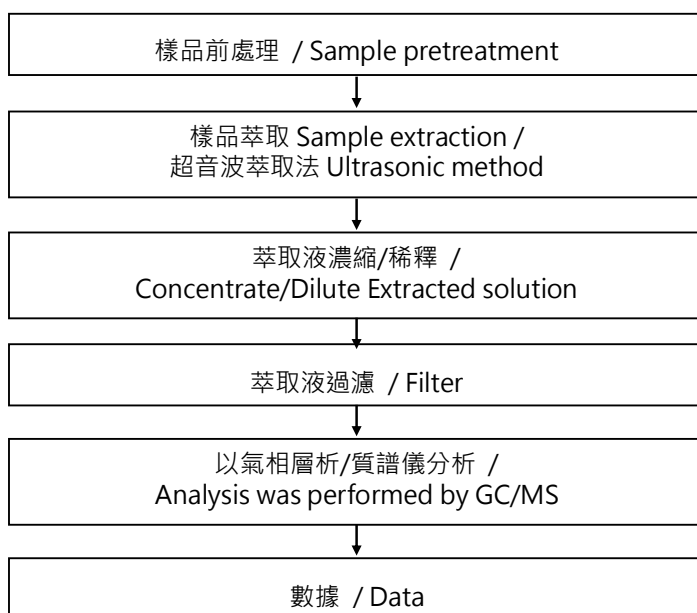 樣品前處理 / Sample pretreatment
樣品萃取 Sample extraction /
超音波萃取法 Ultrasonic method
萃取液濃縮/稀釋 /
Concentrate/Dilute Extracted solution
萃取液過濾 / Filter
以氣相層析/質譜儀分析 /
Analysis was performed by GC/MS
數據 / Data